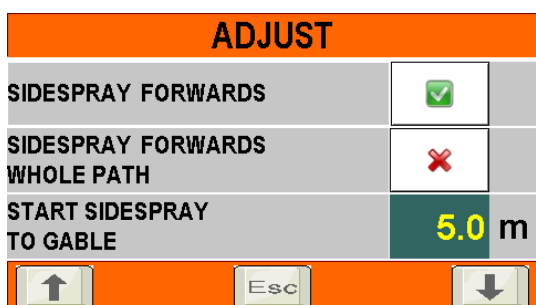 ADJUST
SIDESPRAY FORWARDS
SIDESPRAY FORWARDS
WHOLE PATH
START SIDESPRAY
TO GABLE
5.0 m
Esc